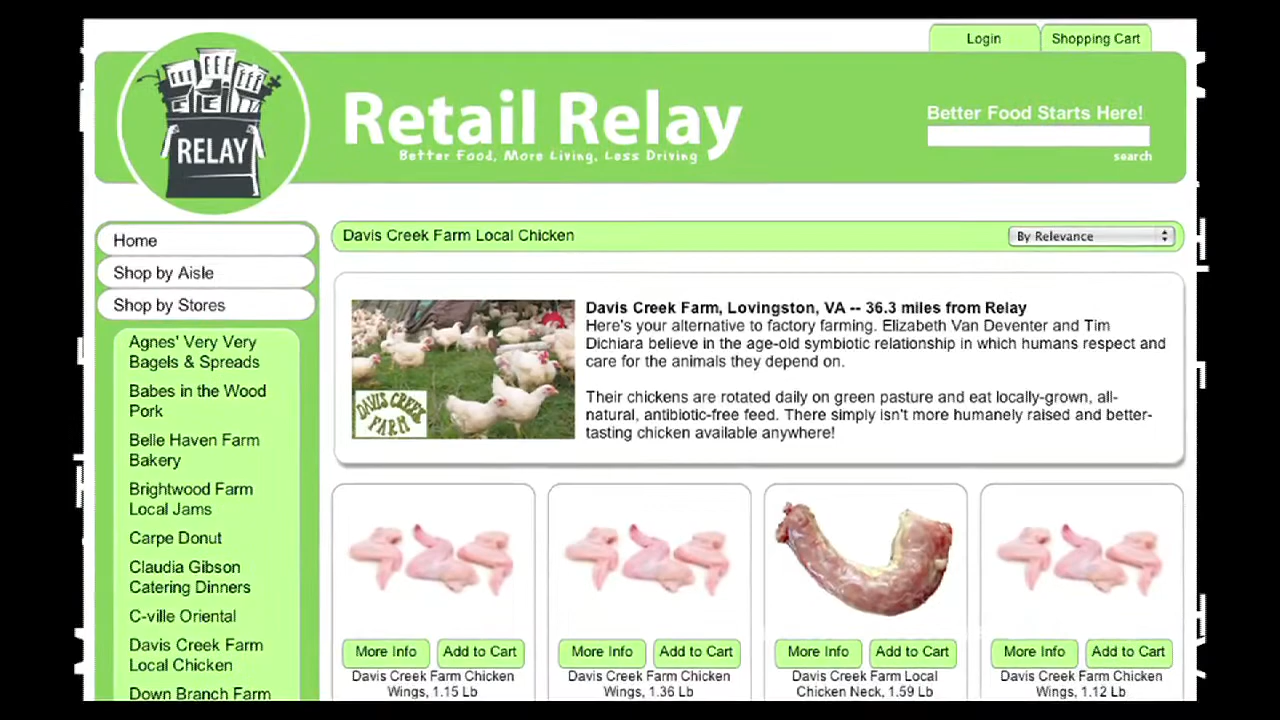 Login
Shopping Cart
RELAY
Retail Relay
Better Food, More Living, Less Driving
Better Food Starts Here!
search
Home
Shop by Aisle
Shop by Stores
Agnes' Very Very
Bagels & Spreads
Babes in the Wood
Pork
Belle Haven Farm
Bakery
Brightwood Farm
Local Jams
Carpe Donut
Claudia Gibson
Catering Dinners
C-ville Oriental
Davis Creek Farm
Local Chicken
Down Branch Farm
Davis Creek Farm Local Chicken
By Relevance
DAVIS CREEK
FARM
Davis Creek Farm, Lovingston, VA -- 36.3 miles from Relay
Here's your alternative to factory farming. Elizabeth Van Deventer and Tim
Dichiara believe in the age-old symbiotic relationship in which humans respect and
care for the animals they depend on.
Their chickens are rotated daily on green pasture and eat locally-grown, all-
natural, antibiotic-free feed. There simply isn't more humanely raised and better-
tasting chicken available anywhere!
More Info
Add to Cart
Davis Creek Farm Chicken
Wings, 1.15 Lb
More Info
Add to Cart
Davis Creek Farm Chicken
Wings, 1.36 Lb
More Info
Add to Cart
Davis Creek Farm Local
Chicken Neck, 1.59 Lb
More Info
Add to Cart
Davis Creek Farm Chicken
Wings, 1.12 Lb